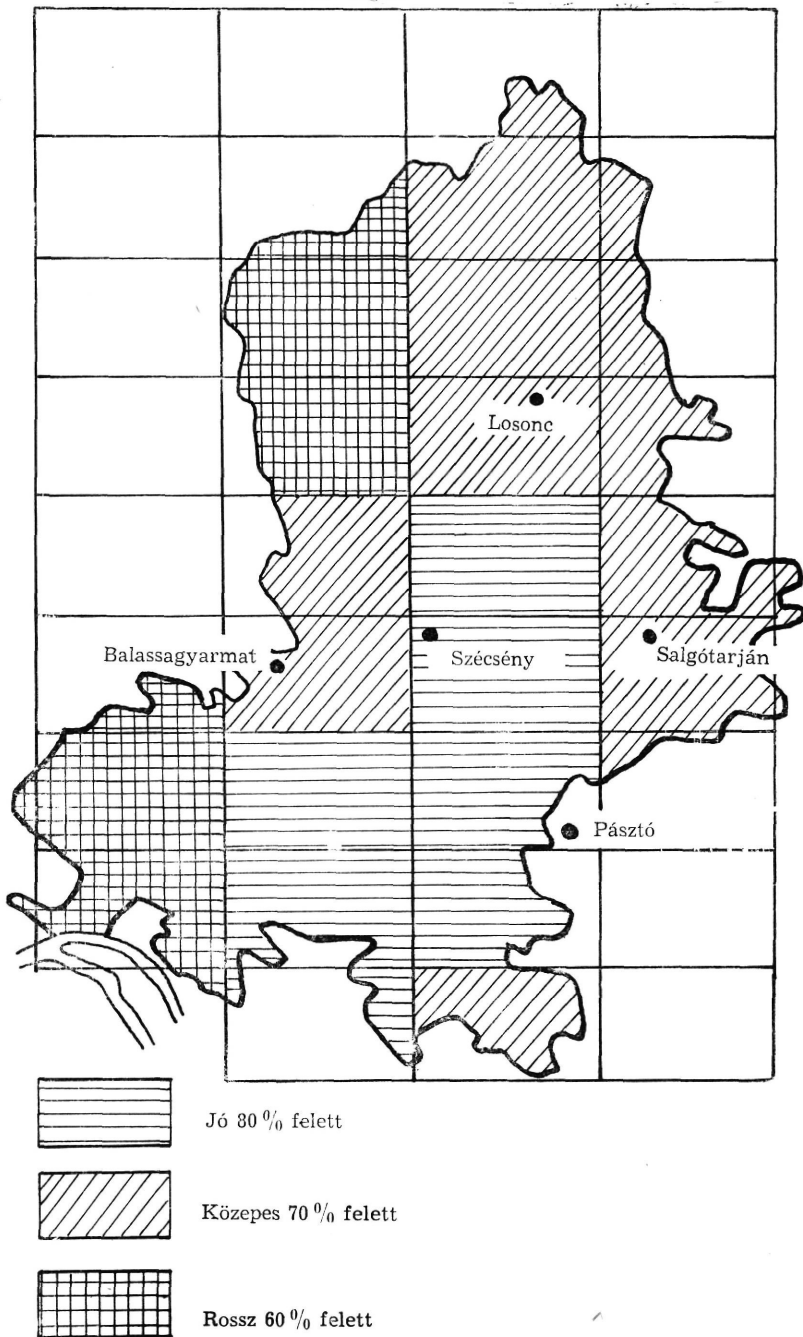 Losonc
Balassagyarmat
Szécsény
Salgótarján
Pásztó
Jó 80 % felett
Közepes 70 % felett
Rossz 60 % felett